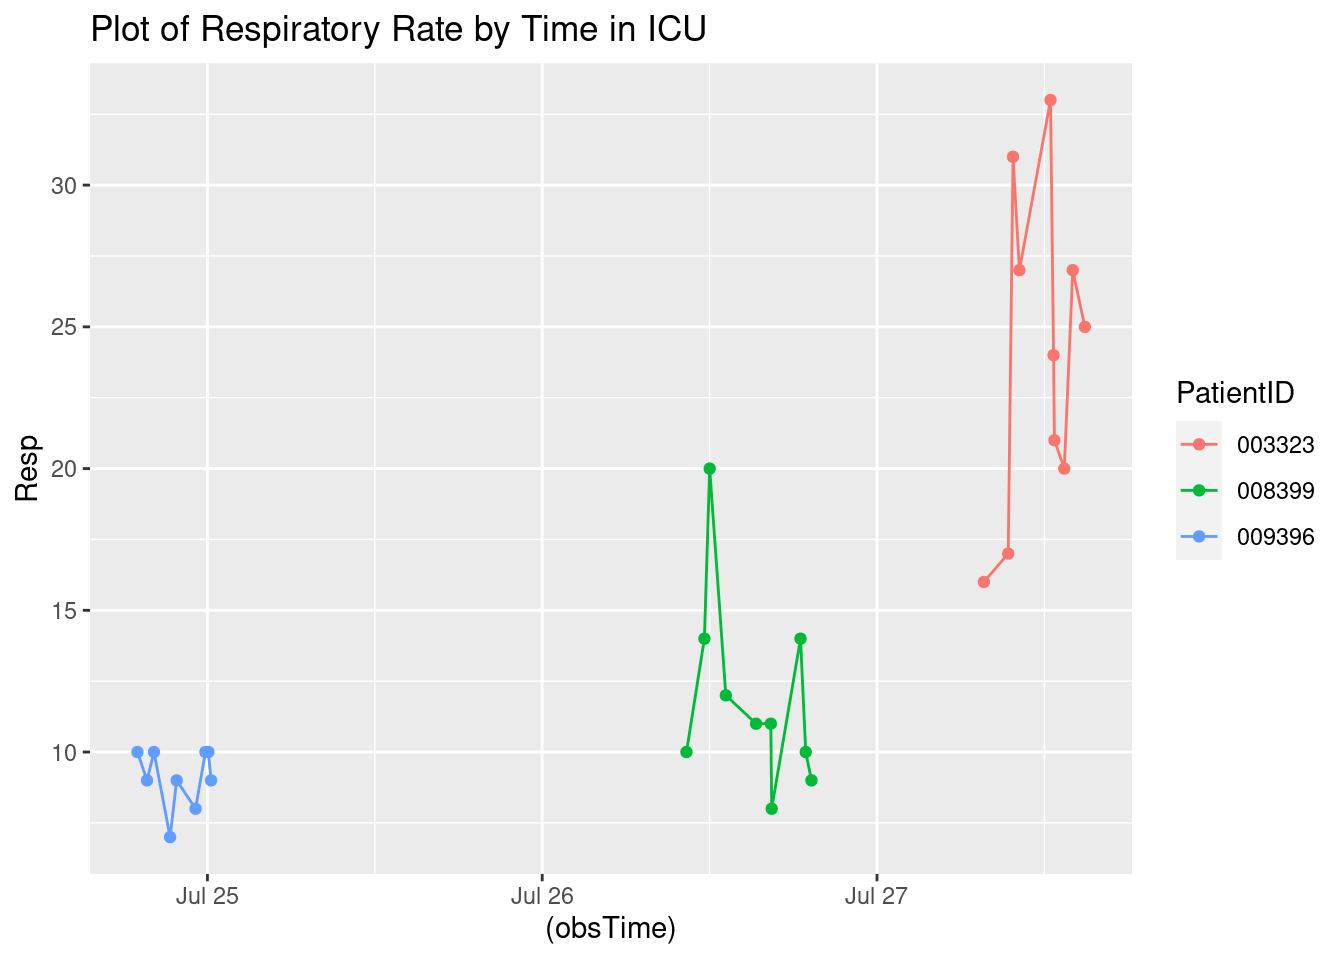 Plot of Respiratory Rate by Time in ICU
Resp
30
25
20
15
10
Jul 25
Jul 26
Jul 27
(obsTime)
PatientID
003323
008399
009396